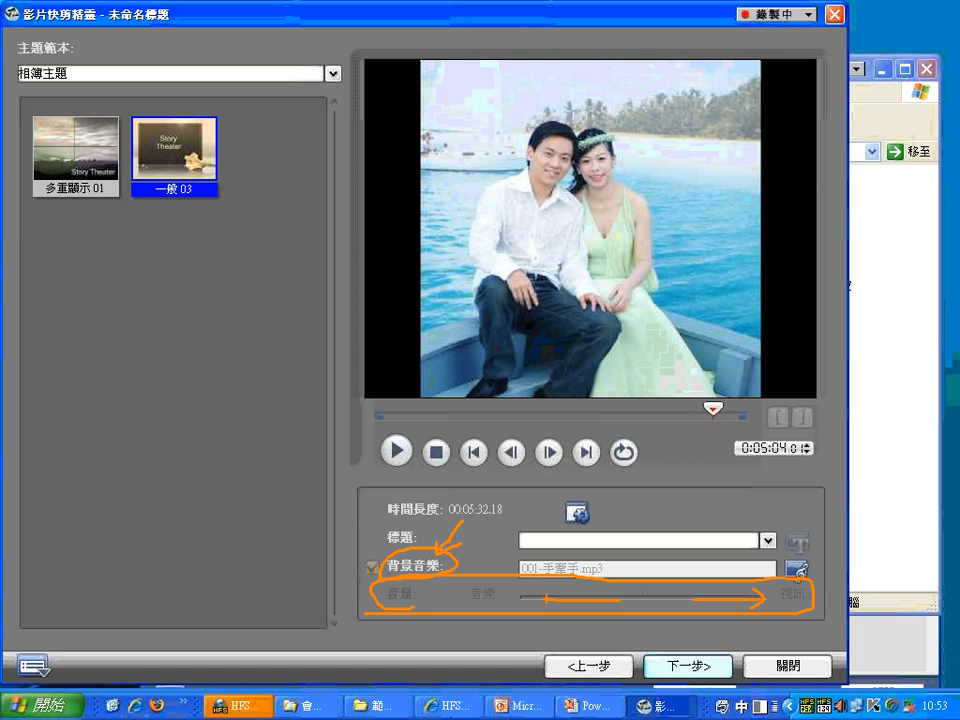 影片快剪精靈 - 未命名標題
錄製中
主題範本:
相簿主題
Story Theater
多重顯示 01
Story
Theater
一般 03
移至
0:05:04.01
時間長度: 00:05:32.18
標題:
背景音樂:
001-手牽手.mp3
音量:
音樂
視訊
<上一步
下一步>
關閉
開始
HFS...
會...
範...
HFS...
Micr...
Pow...
影...
中
10:53